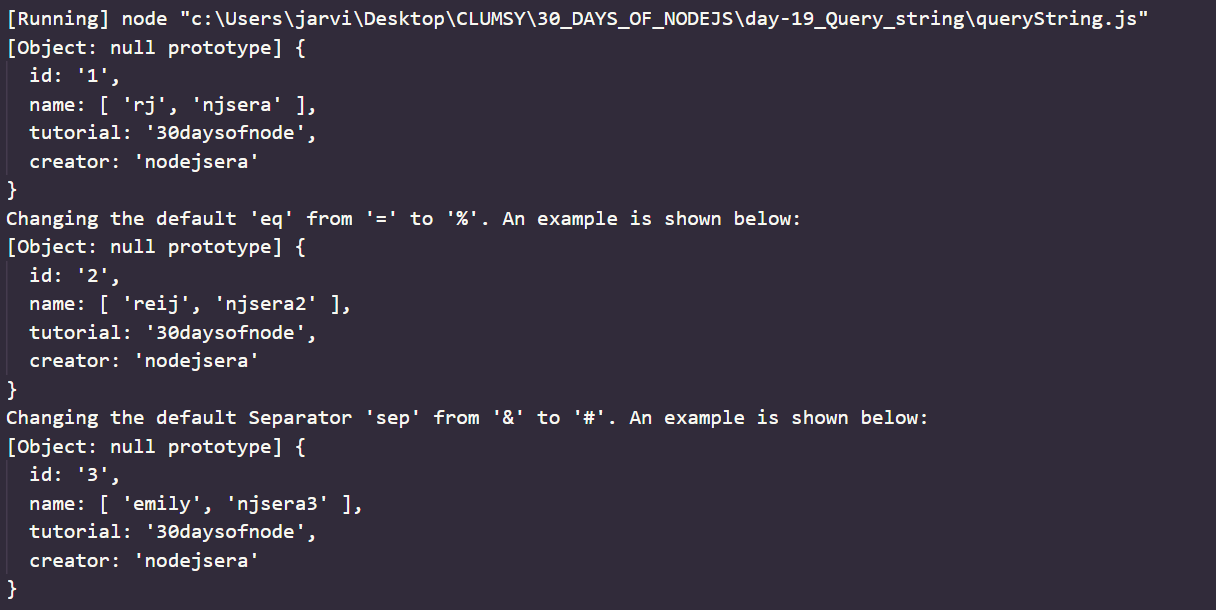 [Running] node "c:\Users\jarvi\Desktop\CLUMSY\30_DAYS_OF_NODEJS\day-19_Query_string\queryString.js"
[Object: null prototype] {
  id: '1',
  name: [ 'rj', 'njsera' ],
  tutorial: '30daysofnode',
  creator: 'nodejsera'
}
Changing the default 'eq' from '=' to '%'. An example is shown below:
[Object: null prototype] {
  id: '2',
  name: [ 'reij', 'njsera2' ],
  tutorial: '30daysofnode',
  creator: 'nodejsera'
}
Changing the default Separator 'sep' from '&' to '#'. An example is shown below:
[Object: null prototype] {
  id: '3',
  name: [ 'emily', 'njsera3' ],
  tutorial: '30daysofnode',
  creator: 'nodejsera'
}